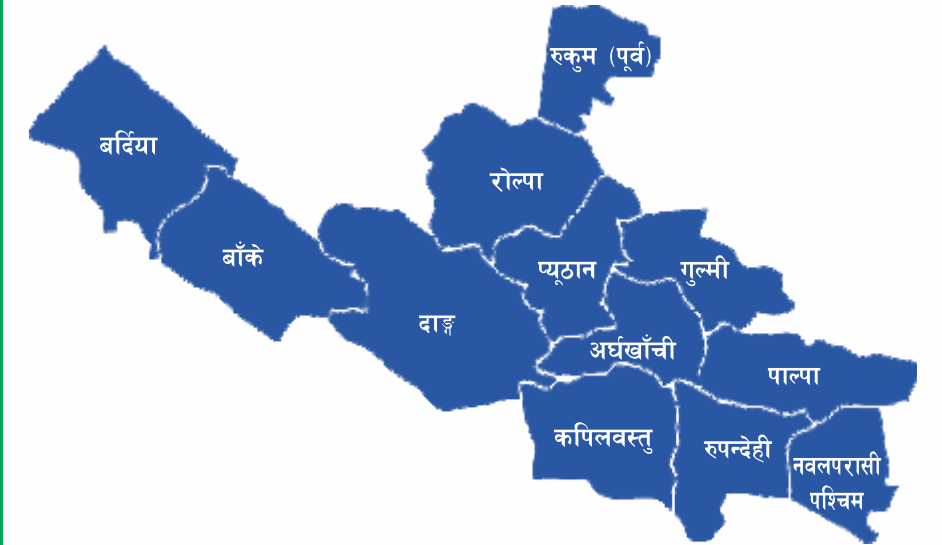 रुकुम (पूर्व)
बर्दिया
रोल्पा
बाँके
प्यूठान
गुल्मी
दाङ्ग
अर्घखाँची
पाल्पा
कपिलवस्तु
रुपन्देही
नवलपरासी
पश्चिम